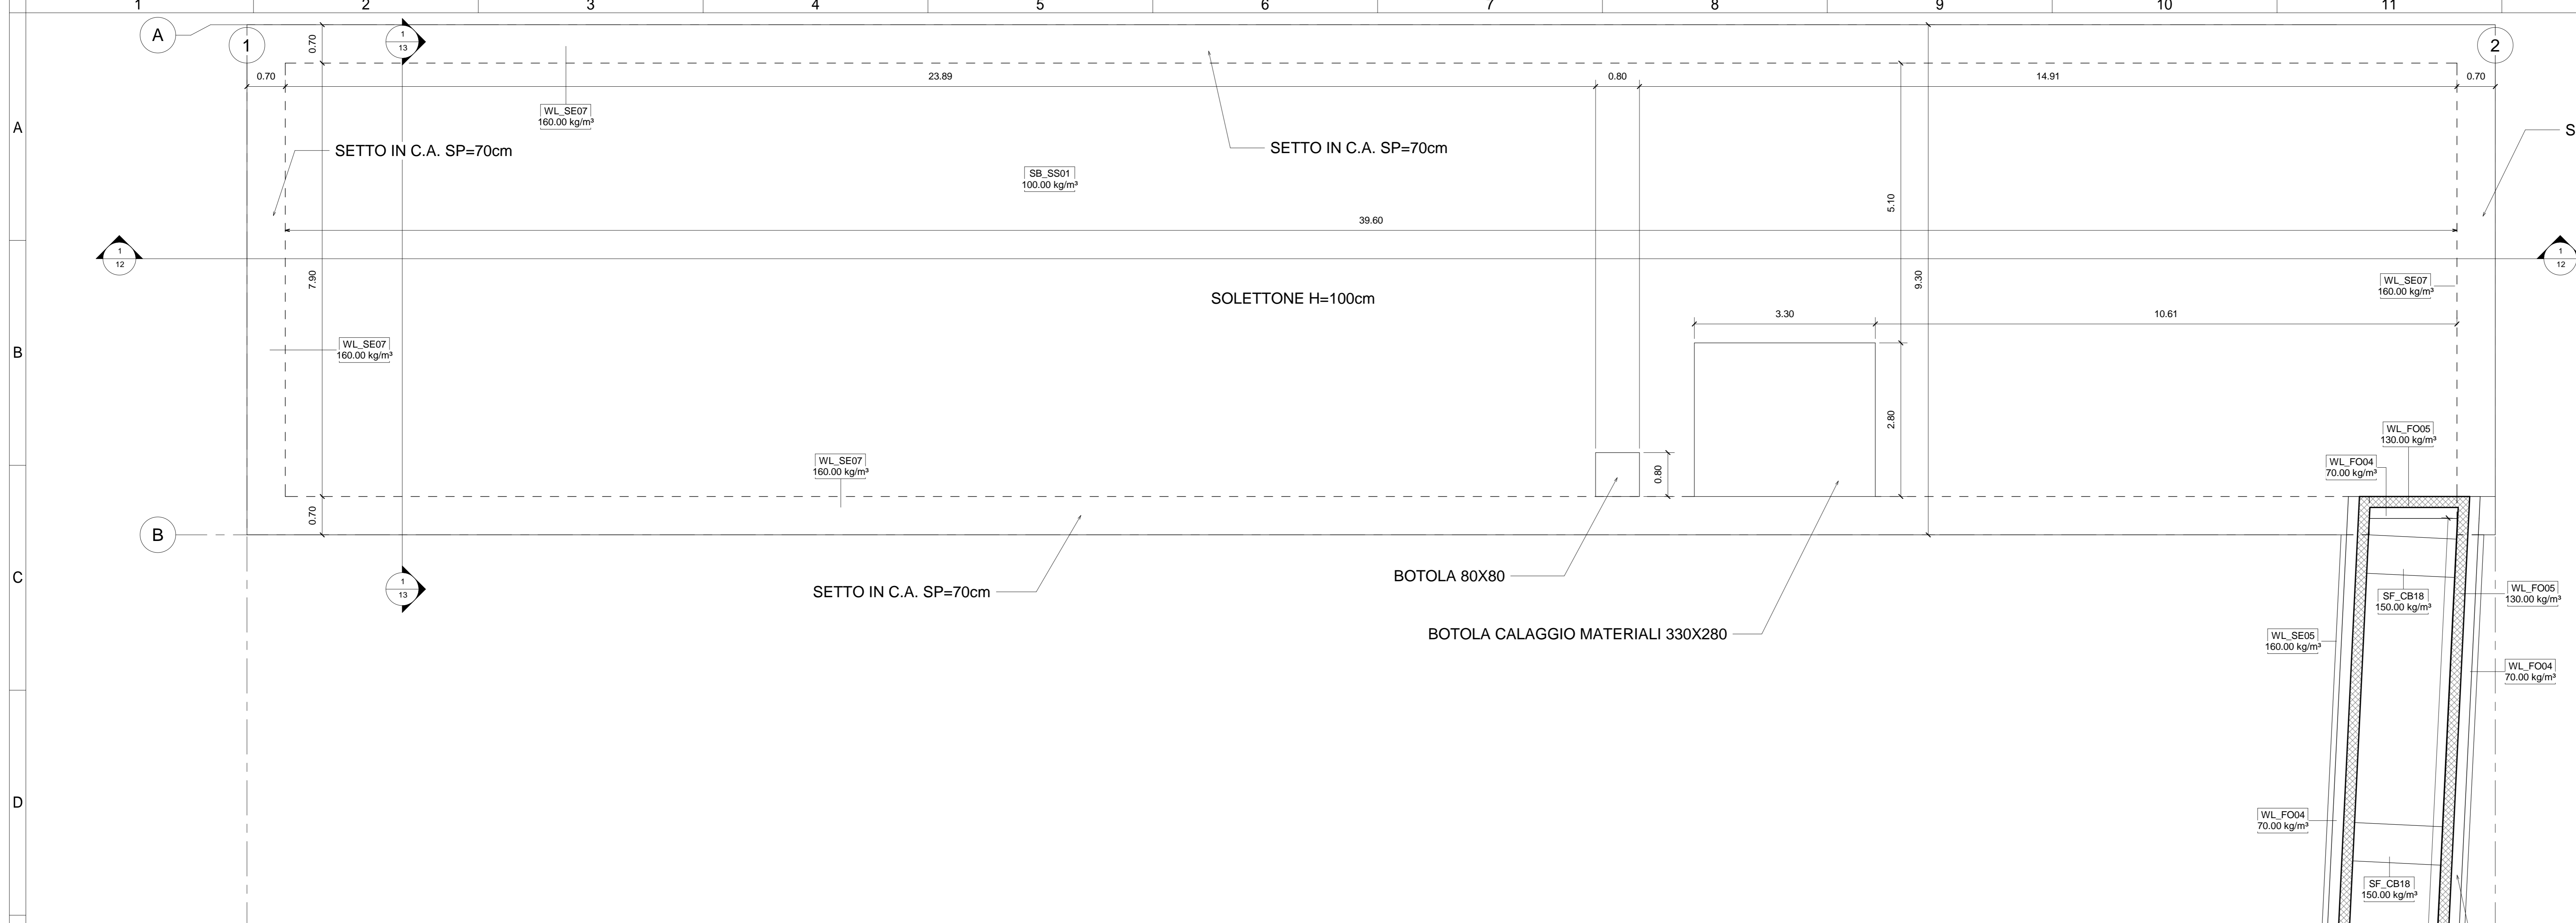 1 2 3 4 5 6 7 8 9 10 11
A
1
1
13
2
0.70
0.70
23.89
0.80
14.91
0.70
WL_SE07
160.00 kg/m³
A
SETTO IN C.A. SP=70cm
SETTO IN C.A. SP=70cm
S
SB_SS01
100.00 kg/m³
5.10
39.60
1
12
1
12
7.90
9.30
WL_SE07
160.00 kg/m³
SOLETTONE H=100cm
3.30
10.61
B
WL_SE07
160.00 kg/m³
2.80
WL_FO05
130.00 kg/m³
WL_SE07
160.00 kg/m³
WL_FO04
70.00 kg/m³
0.80
0.70
B
C
BOTOLA 80X80
1
13
SETTO IN C.A. SP=70cm
SF_CB18
150.00 kg/m³
WL_FO05
130.00 kg/m³
BOTOLA CALAGGIO MATERIALI 330X280
WL_SE05
160.00 kg/m³
WL_FO04
70.00 kg/m³
D
WL_FO04
70.00 kg/m³
SF_CB18
150.00 kg/m³